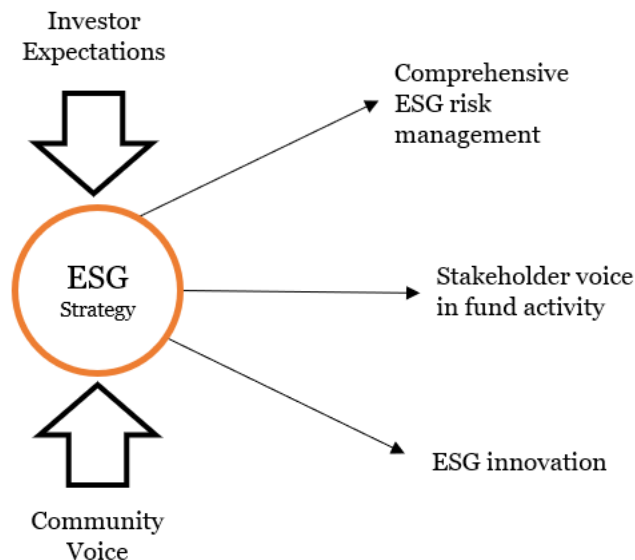 Investor
Expectations
Comprehensive
ESG risk
management
ESG
Strategy
Stakeholder voice
in fund activity
ESG innovation
Community
Voice